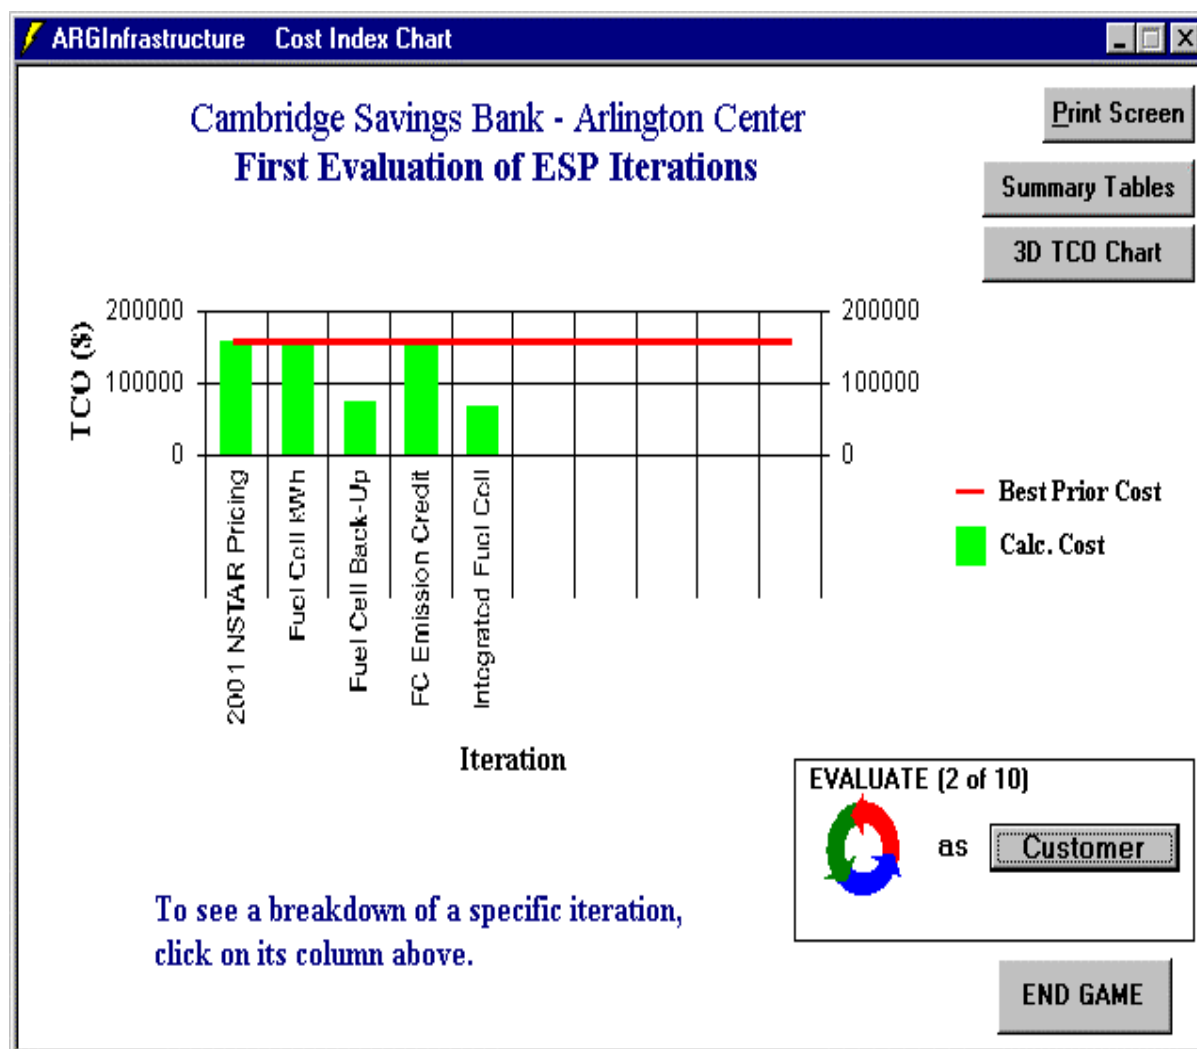 ARGInfrastructure Cost Index Chart
Cambridge Savings Bank - Arlington Center
First Evaluation of ESP Iterations
Print Screen
Summary Tables
3D TCO Chart
TCO ($)
200000
100000
0
200000
100000
0
2001 NSTAR Pricing
Fuel Cell kWh
Fuel Cell Back-Up
FC Emission Credit
Integrated Fuel Cell
Iteration
Best Prior Cost
Calc. Cost
EVALUATE (2 of 10)
as
Customer
To see a breakdown of a specific iteration,
click on its column above.
END GAME